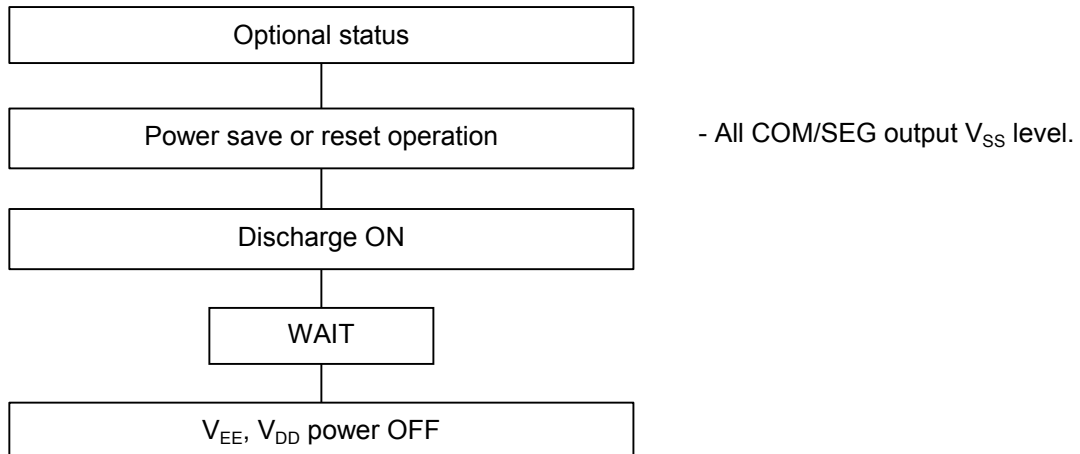 Optional status
Power save or reset operation
- All COM/SEG output VSS level.
Discharge ON
WAIT
VEE, VDD power OFF